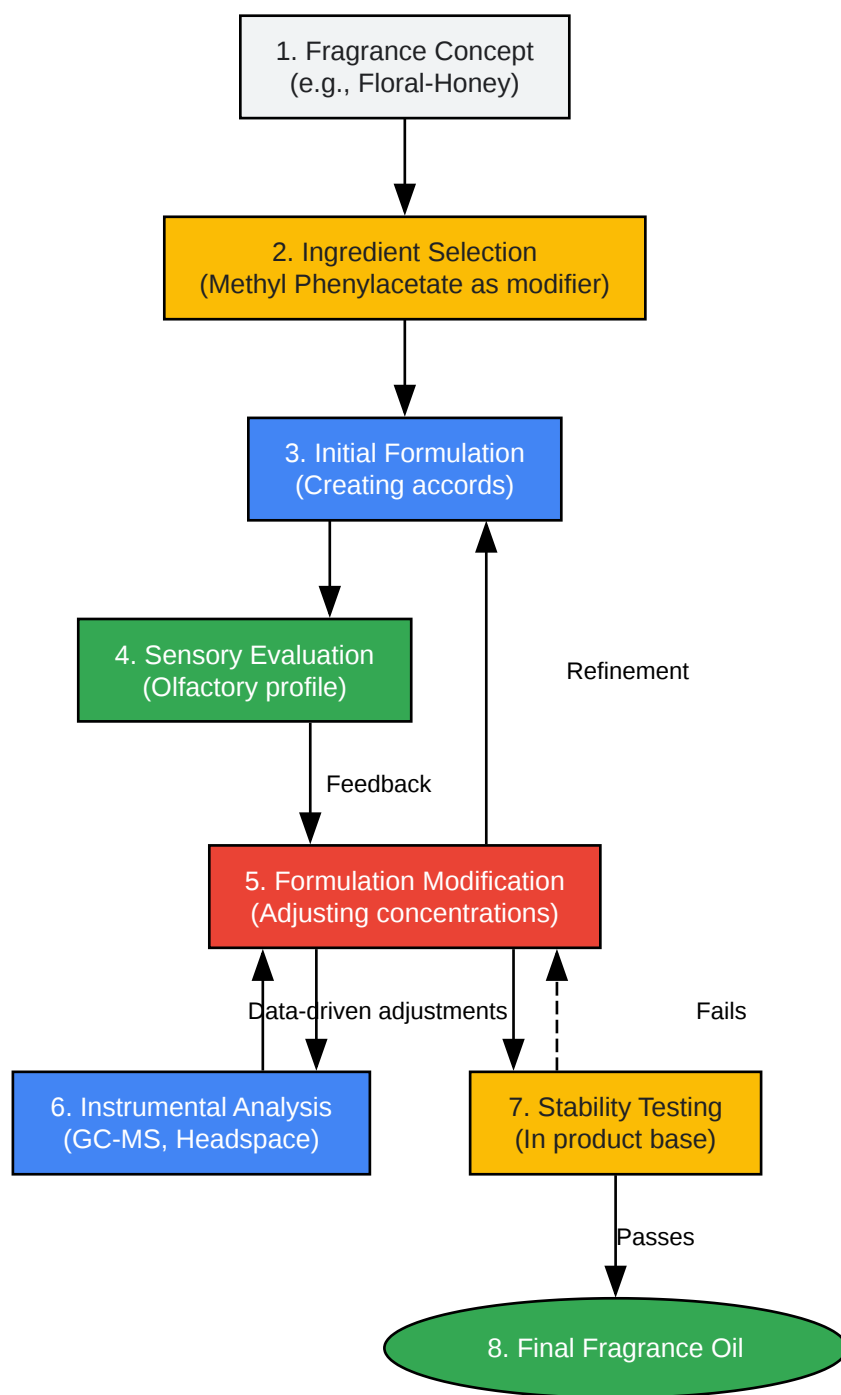 1. Fragrance Concept
(e.g., Floral-Honey)
2. Ingredient Selection
(Methyl Phenylacetate as modifier)
3. Initial Formulation
(Creating accords)
4. Sensory Evaluation
(Olfactory profile)
Refinement
Feedback
5. Formulation Modification
(Adjusting concentrations)
Data-driven adjustments
Fails
6. Instrumental Analysis
(GC-MS, Headspace)
7. Stability Testing
(In product base)
Passes
8. Final Fragrance Oil